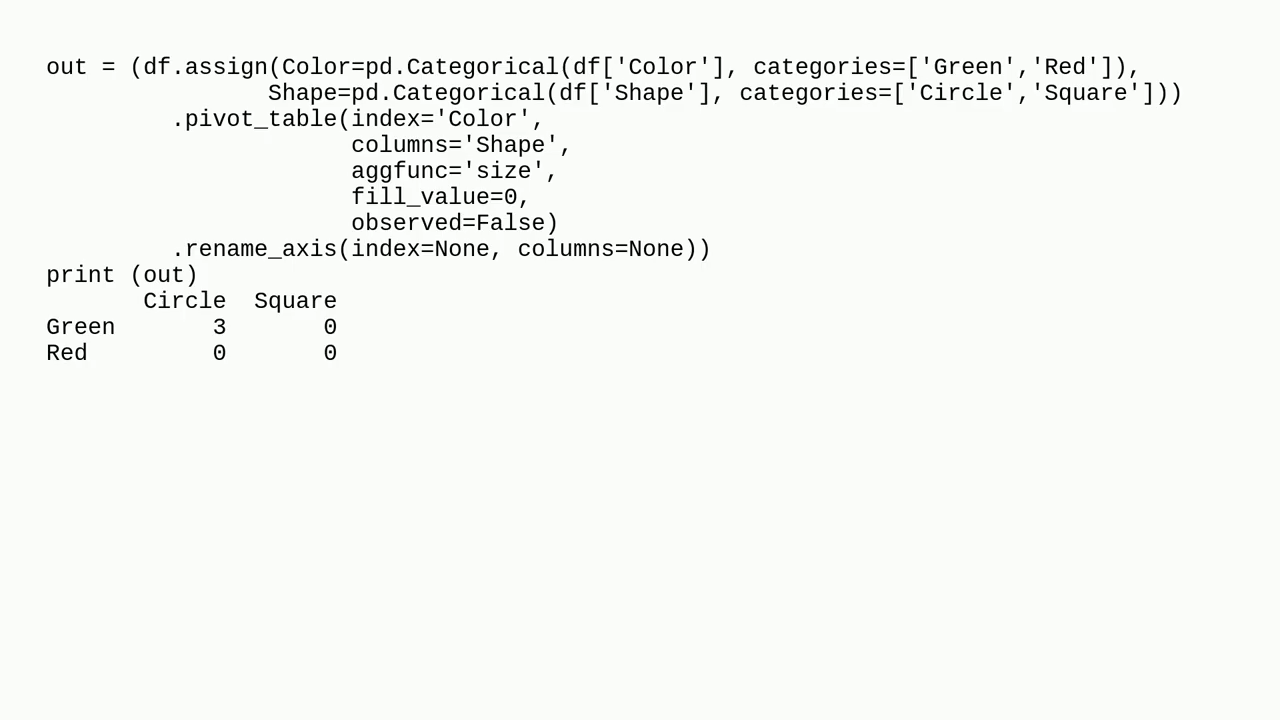 out = (df.assign(Color=pd.Categorical(df['Color'], categories=['Green','Red']),
                Shape=pd.Categorical(df['Shape'], categories=['Circle','Square']))
         .pivot_table(index='Color',
                      columns='Shape',
                      aggfunc='size',
                      fill_value=0,
                      observed=False)
         .rename_axis(index=None, columns=None))
print (out)
       Circle  Square
Green       3       0
Red         0       0